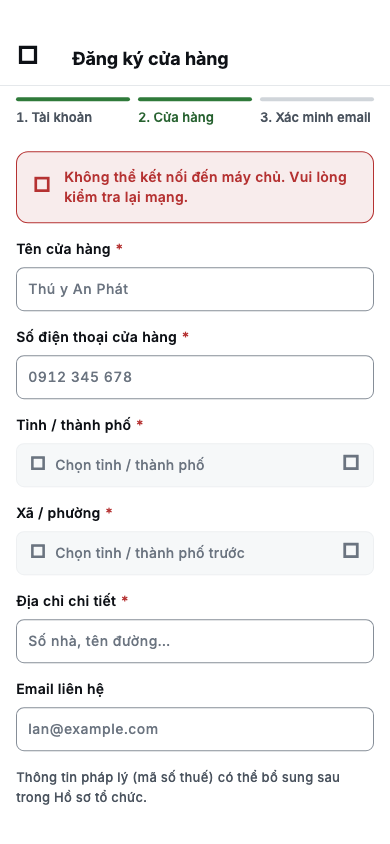 Đăng ký cửa hàng
1. Tài khoản
2. Cửa hàng
3. Xác minh email
Không thể kết nối đến máy chủ. Vui lòng
kiểm tra lại mạng.
Tên cửa hàng *
Thú y An Phát
Số điện thoại cửa hàng *
0912 345 678
Tỉnh / thành phố *
Chọn tỉnh / thành phố
Xã / phường *
Chọn tỉnh / thành phố trước
Địa chỉ chi tiết *
Số nhà, tên đường...
Email liên hệ
lan@example.com
Thông tin pháp lý (mã số thuế) có thể bổ sung sau
trong Hồ sơ tổ chức.